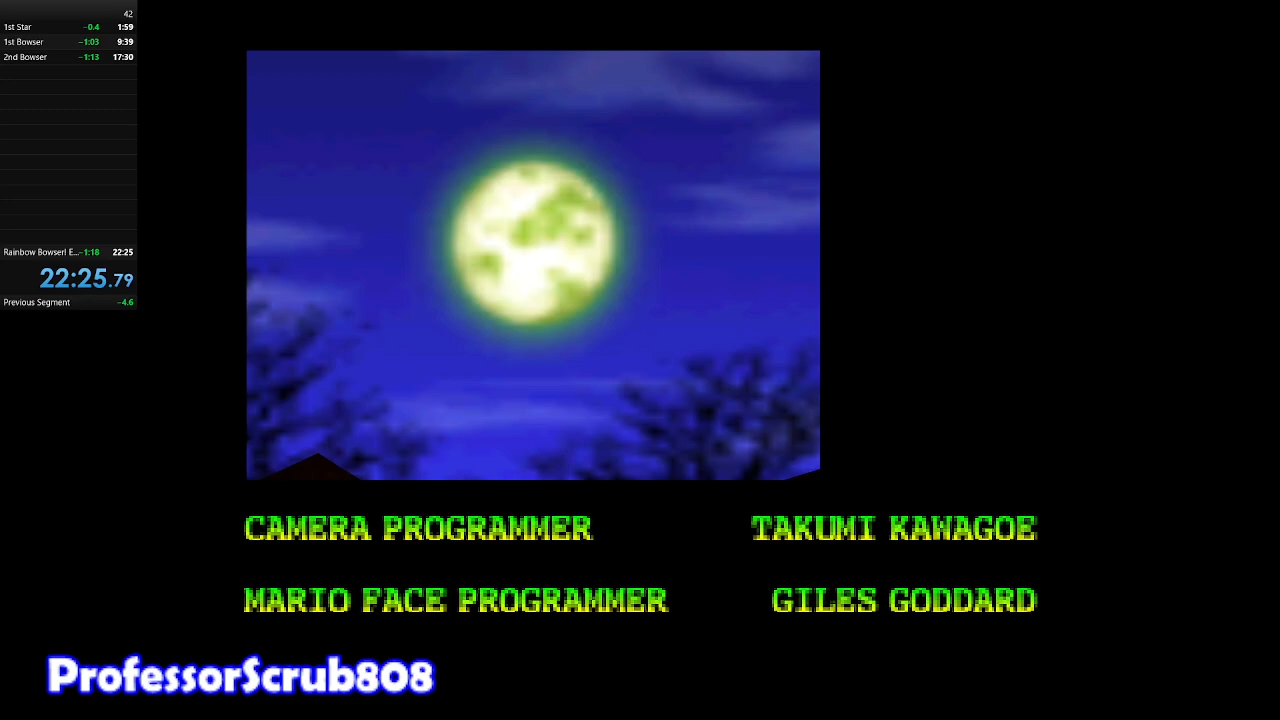 42
1st Star -0.4 1:59
1st Bowser -1:03 9:39
2nd Bowser -1:13 17:30
Rainbow Bowser! E... -1:18 22:25
22:25.79
Previous Segment -4.6
CAMERA PROGRAMMER TAKUMI KAWAGOE
MARIO FACE PROGRAMMER GILES GODDARD
ProfessorScrub808